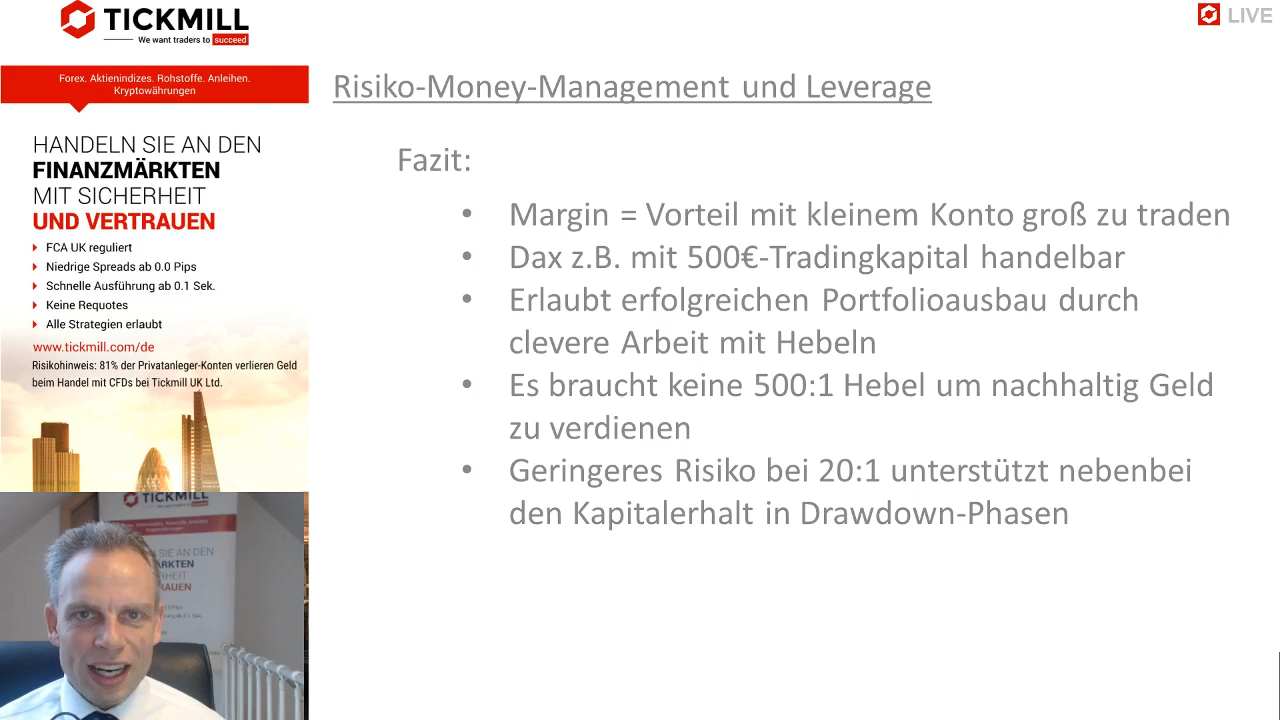 TICKMILL
We want traders to succeed
LIVE
Forex. Aktienindizes. Rohstoffe. Anleihen.
Kryptowährungen
HANDELN SIE AN DEN
FINANZMÄRKTEN
MIT SICHERHEIT
UND VERTRAUEN
FCA UK reguliert
Niedrige Spreads ab 0.0 Pips
Schnelle Ausführung ab 0.1 Sek.
Keine Requotes
Alle Strategien erlaubt
www.tickmill.com/de
Risikohinweis: 81% der Privatanleger-Konten verlieren Geld
beim Handel mit CFDs bei Tickmill UK Ltd.
Risiko-Money-Management und Leverage
Fazit:
• Margin = Vorteil mit kleinem Konto groß zu traden
• Dax z.B. mit 500€-Tradingkapital handelbar
• Erlaubt erfolgreichen Portfolioausbau durch
clevere Arbeit mit Hebeln
• Es braucht keine 500:1 Hebel um nachhaltig Geld
zu verdienen
• Geringeres Risiko bei 20:1 unterstützt nebenbei
den Kapitalerhalt in Drawdown-Phasen
TICKMILL
SIE AN DEN